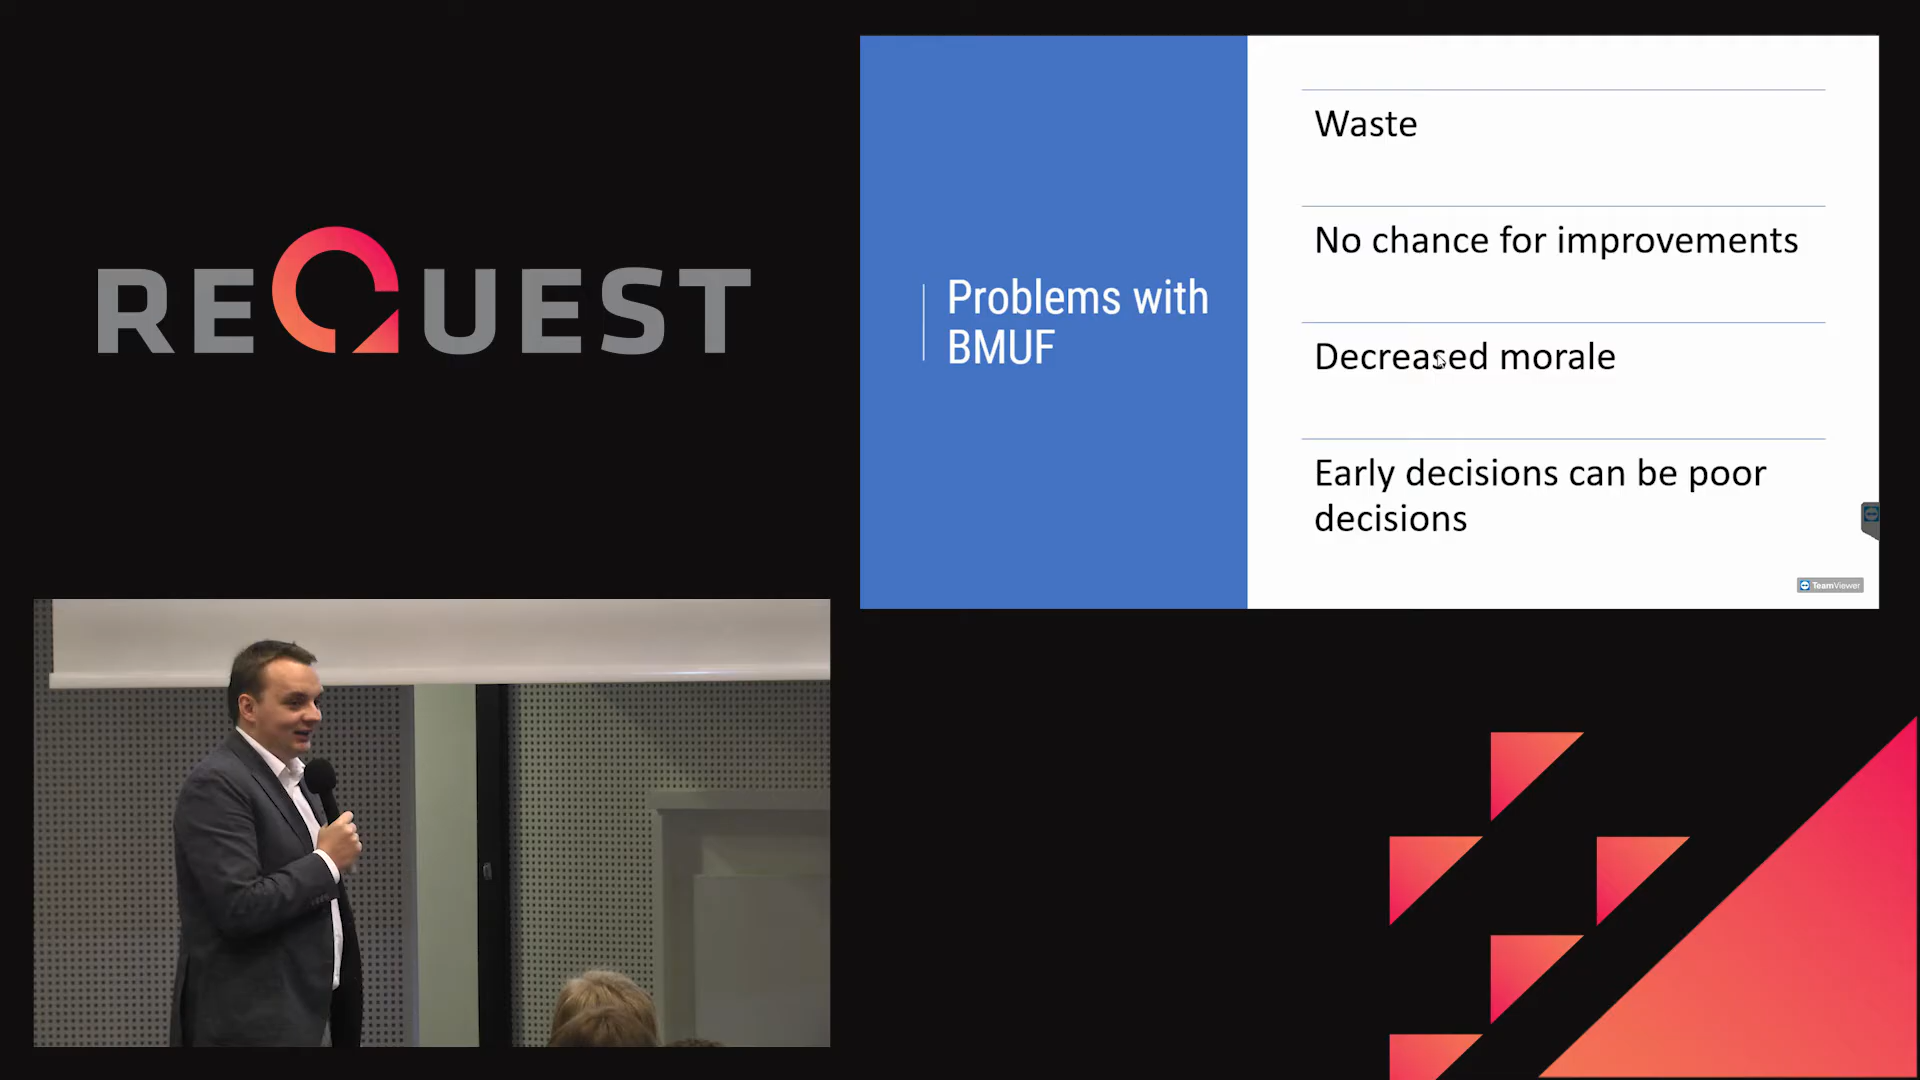 REQUEST
Problems with
BMUF
Waste
No chance for improvements
Decreased morale
Early decisions can be poor
decisions
TeamViewer